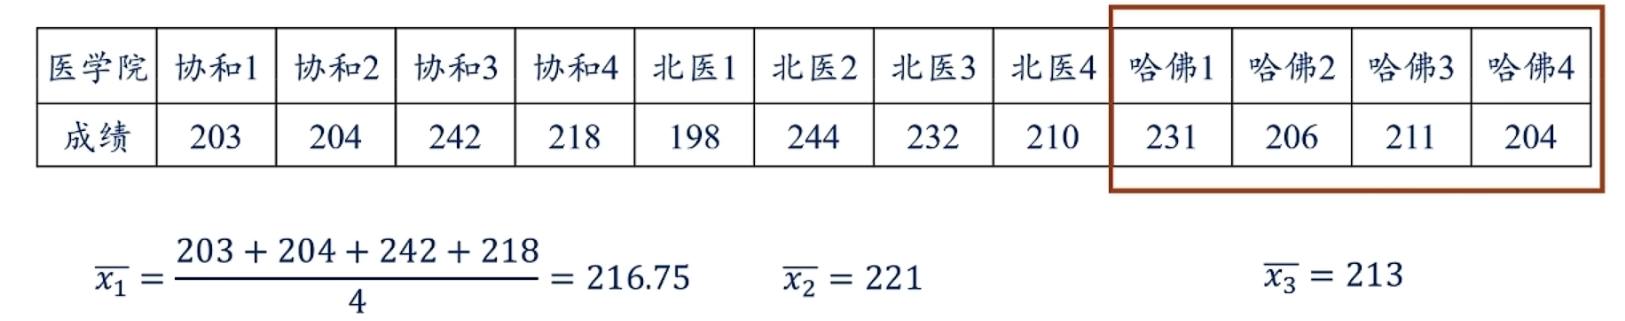 医学院 协和1 协和2 协和3 协和4 北医1 北医2 北医3 北医4 哈佛1 哈佛2 哈佛3 哈佛4
成绩 203 204 242 218 198 244 232 210 231 206 211 204
$\overline{x_1} = \frac{203 + 204 + 242 + 218}{4} = 216.75$ $\overline{x_2} = 221$ $\overline{x_3} = 213$